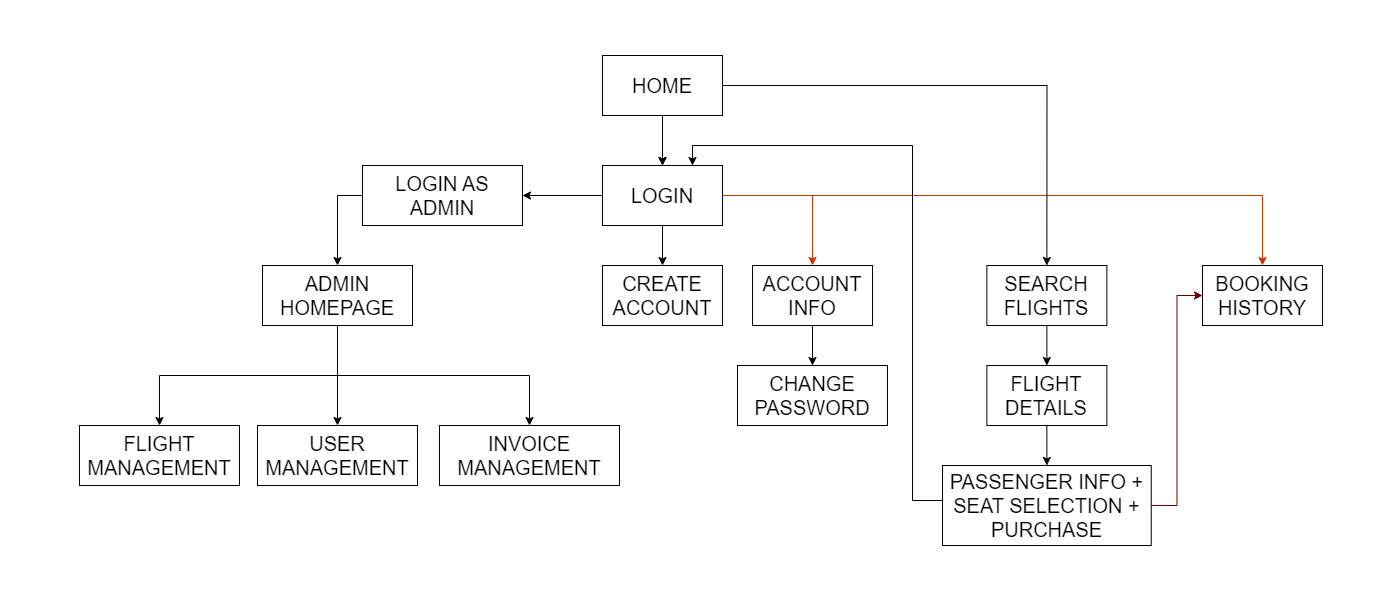 HOME
LOGIN AS
ADMIN
LOGIN
ADMIN
HOMEPAGE
CREATE
ACCOUNT
ACCOUNT
INFO
SEARCH
FLIGHTS
BOOKING
HISTORY
CHANGE
PASSWORD
FLIGHT
DETAILS
FLIGHT
MANAGEMENT
USER
MANAGEMENT
INVOICE
MANAGEMENT
PASSENGER INFO +
SEAT SELECTION +
PURCHASE